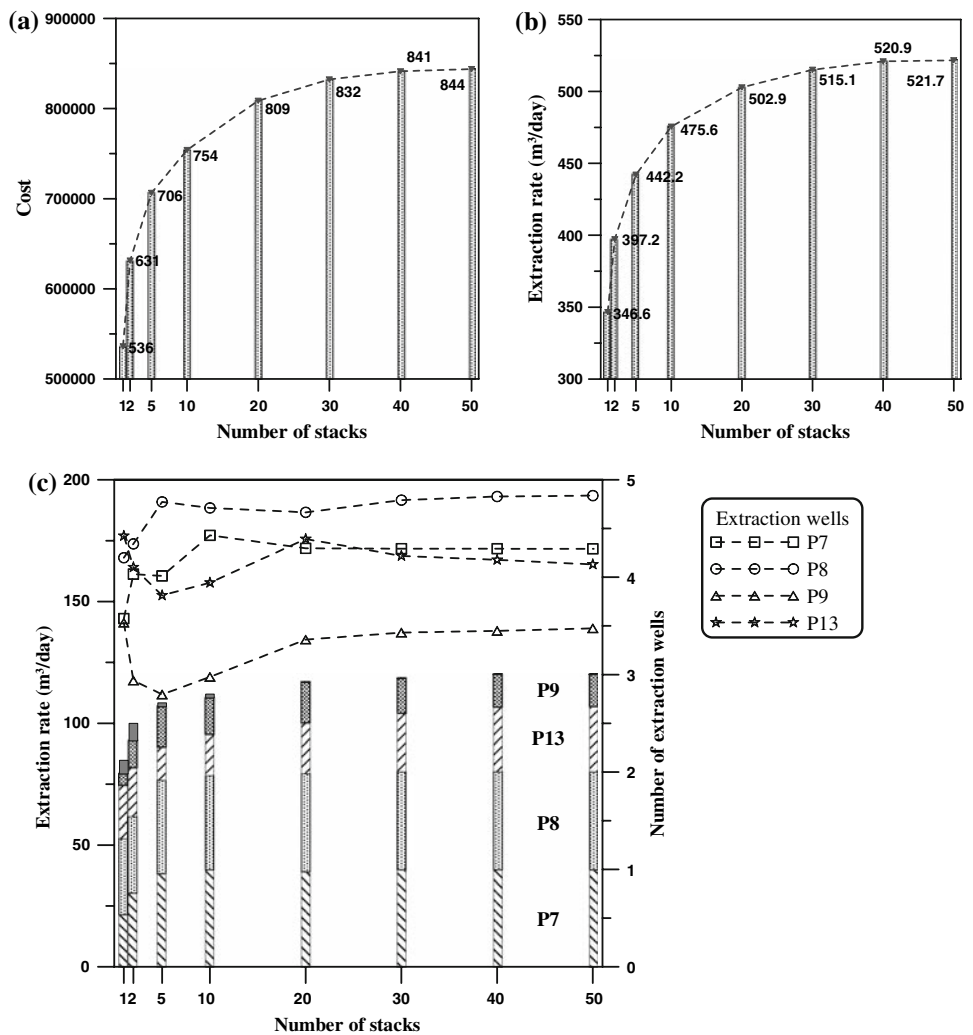 (a)
900000
800000
700000
600000
500000
Cost
536
631
706
754
809
832
841
844
1 2 5 10 20 30 40 50
Number of stacks
(b)
550
500
450
400
350
300
Extraction rate (m³/day)
346.6
397.2
442.2
475.6
502.9
515.1
520.9
521.7
1 2 5 10 20 30 40 50
Number of stacks
(c)
200
150
100
50
0
Extraction rate (m³/day)
5
4
3
2
1
0
Number of extraction wells
P9
P13
P8
P7
1 2 5 10 20 30 40 50
Number of stacks
Extraction wells
P7
P8
P9
P13